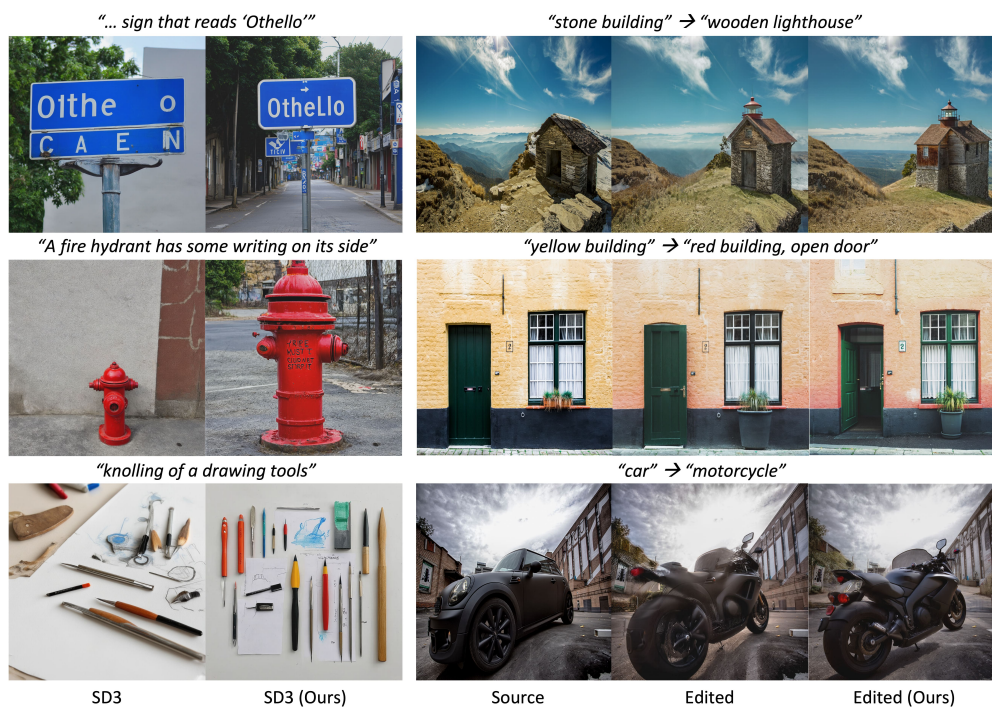 “... sign that reads ‘Othello’”
“stone building” → “wooden lighthouse”
Olthe O
C A E N
OtheLlo
“A fire hydrant has some writing on its side”
“yellow building” → “red building, open door”
2
“knolling of a drawing tools”
“car” → “motorcycle”
SD3
SD3 (Ours)
Source
Edited
Edited (Ours)